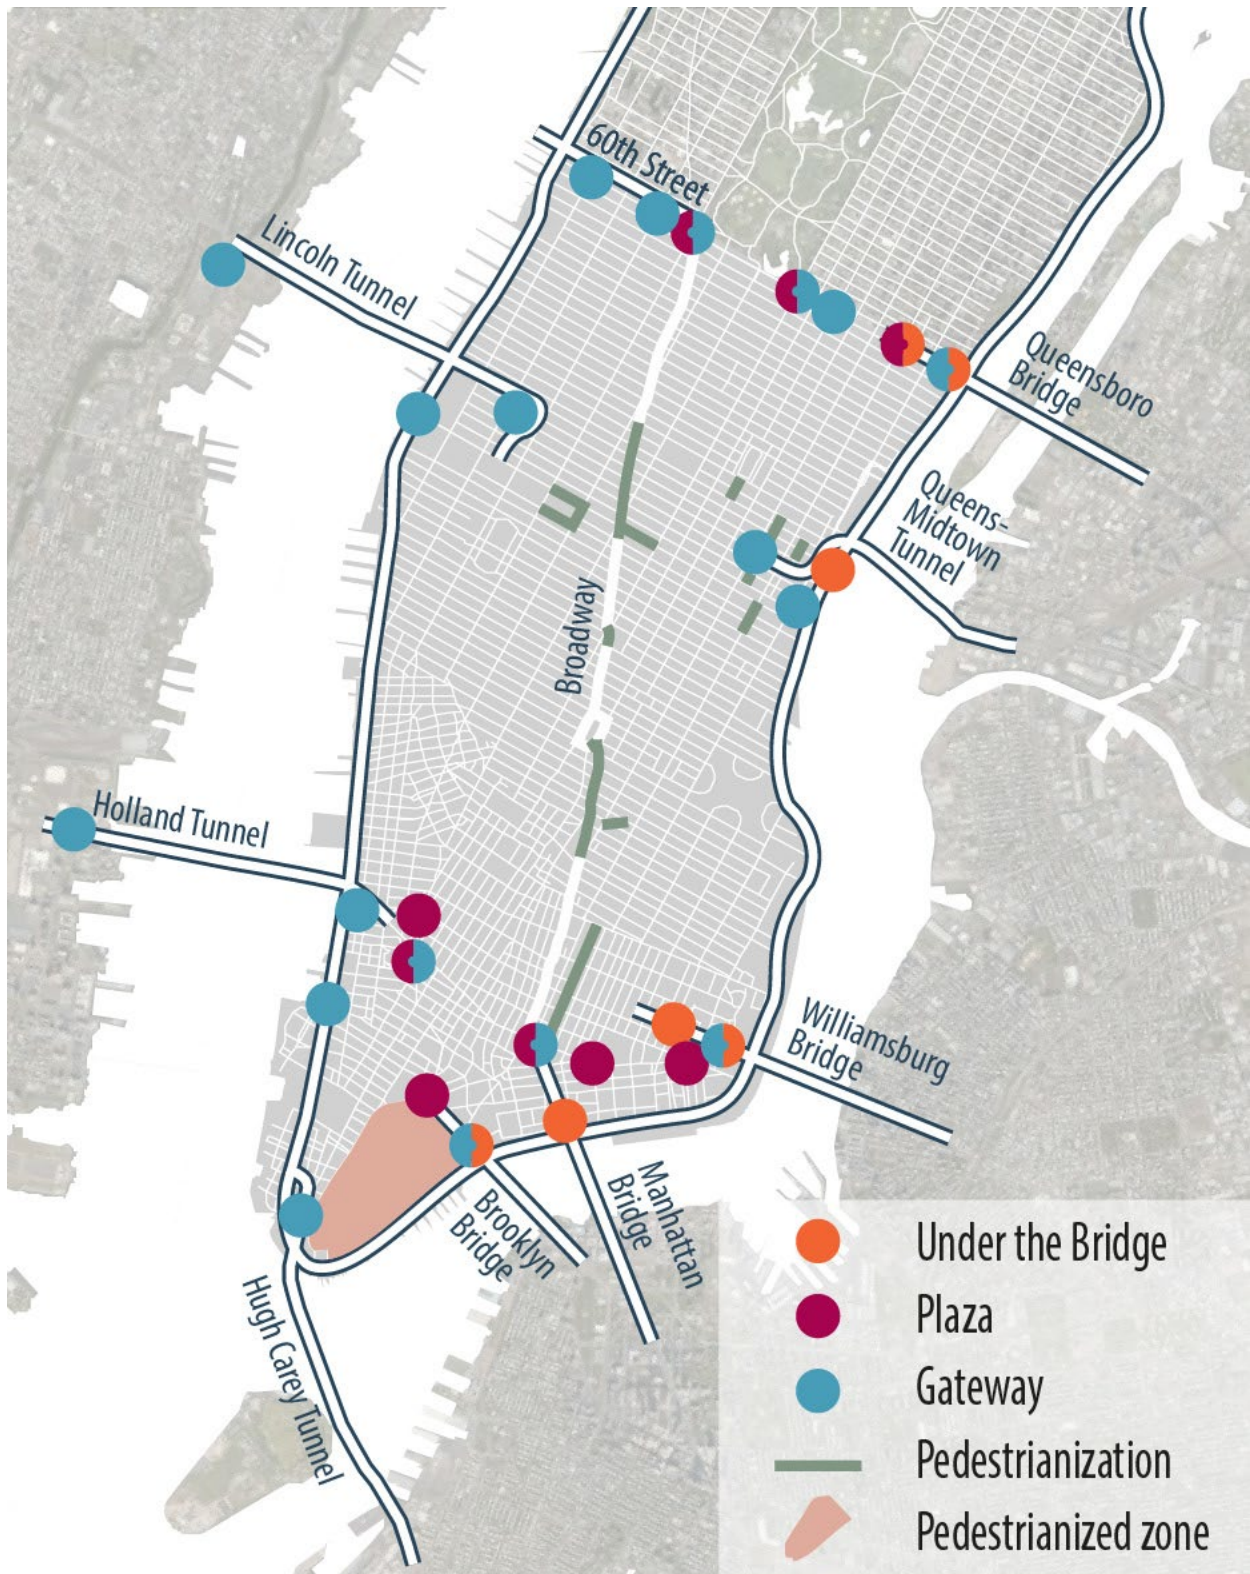 60th Street
Lincoln Tunnel
Queensboro
Bridge
Queens-
Midtown
Tunnel
Broadway
Holland Tunnel
Williamsburg
Bridge
Manhattan
Bridge
Brooklyn
Bridge
Hugh Carey Tunnel
Under the Bridge
Plaza
Gateway
Pedestrianization
Pedestrianized zone